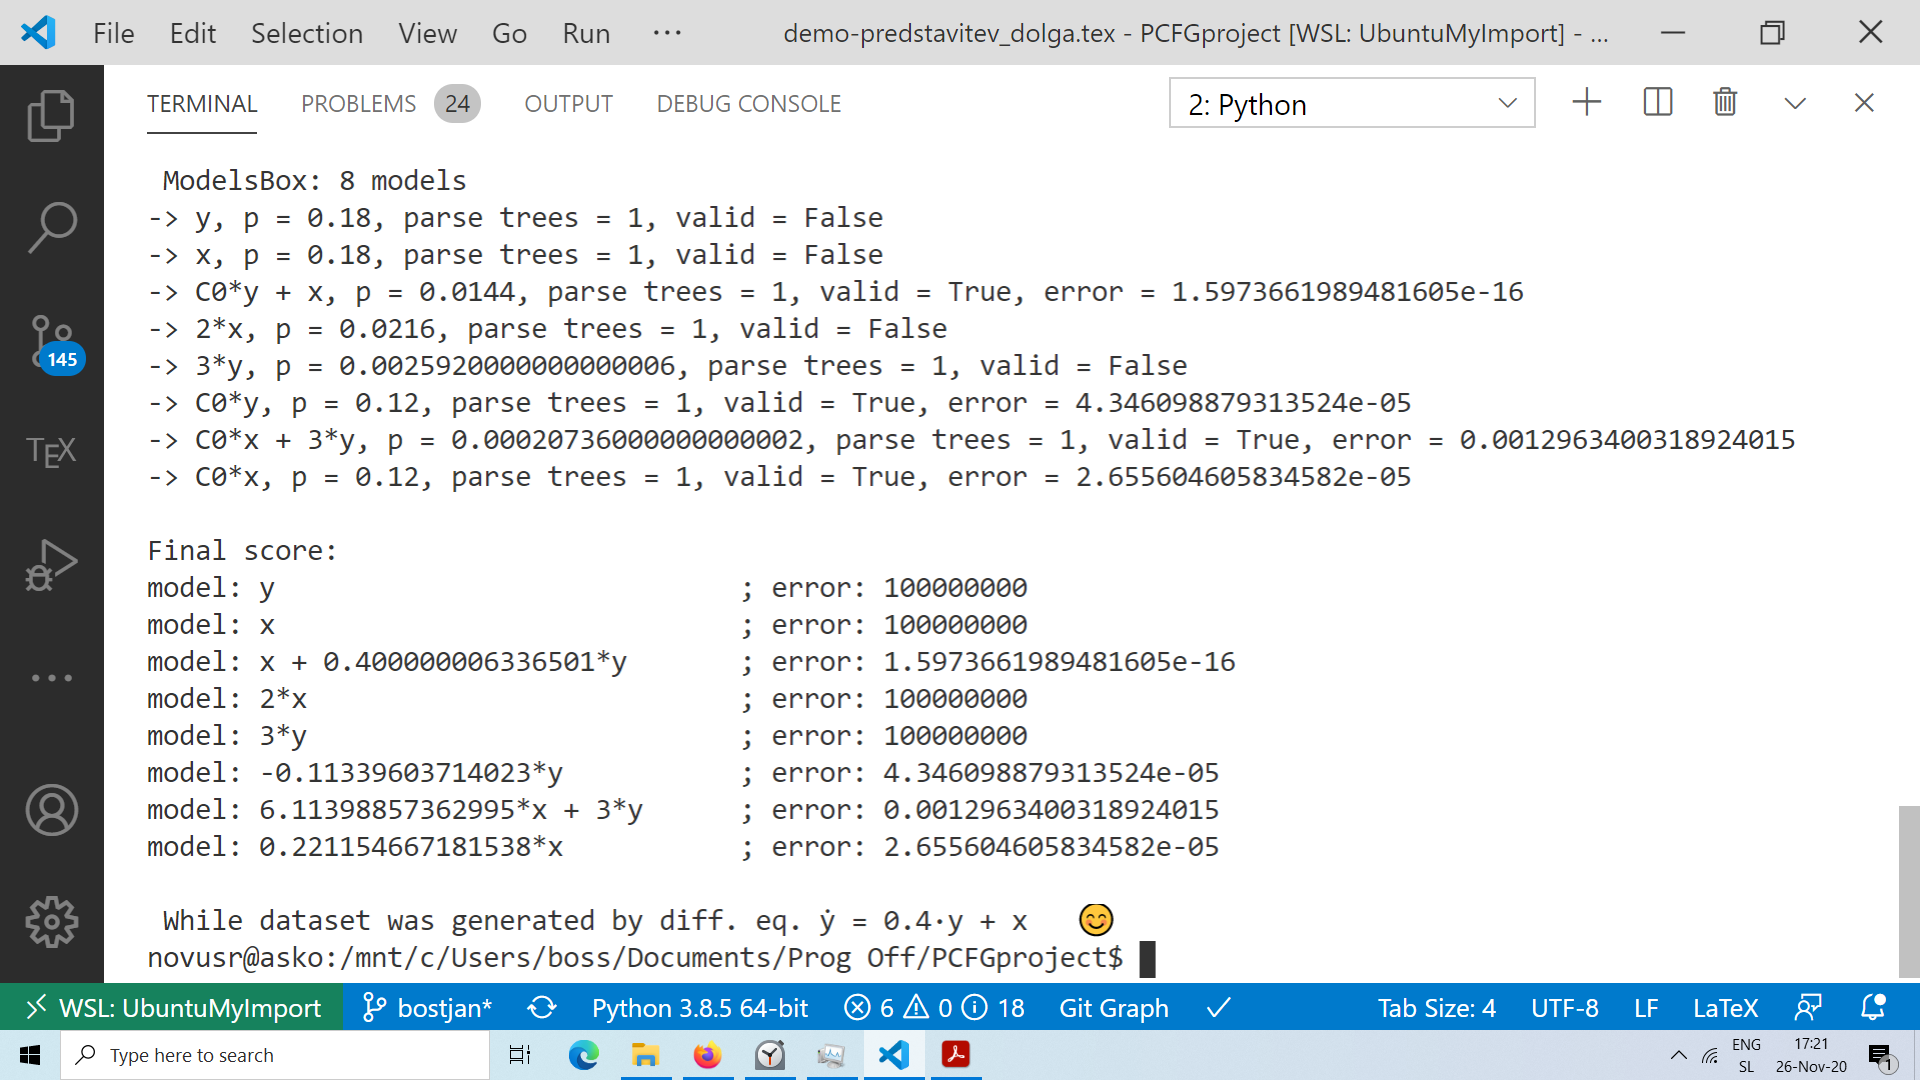 File Edit Selection View Go Run ··· demo-predstavitev_dolga.tex - PCFGproject [WSL: UbuntuMyImport] - ...
TERMINAL PROBLEMS 24 OUTPUT DEBUG CONSOLE 2: Python
ModelsBox: 8 models
-> y, p = 0.18, parse trees = 1, valid = False
-> x, p = 0.18, parse trees = 1, valid = False
-> C0*y + x, p = 0.0144, parse trees = 1, valid = True, error = 1.5973661989481605e-16
-> 2*x, p = 0.0216, parse trees = 1, valid = False
-> 3*y, p = 0.0025920000000000006, parse trees = 1, valid = False
-> C0*y, p = 0.12, parse trees = 1, valid = True, error = 4.346098879313524e-05
-> C0*x + 3*y, p = 0.00020736000000000002, parse trees = 1, valid = True, error = 0.0012963400318924015
-> C0*x, p = 0.12, parse trees = 1, valid = True, error = 2.655604605834582e-05
Final score:
model: y ; error: 100000000
model: x ; error: 100000000
model: x + 0.400000006336501*y ; error: 1.5973661989481605e-16
model: 2*x ; error: 100000000
model: 3*y ; error: 100000000
model: -0.11339603714023*y ; error: 4.346098879313524e-05
model: 6.11398857362995*x + 3*y ; error: 0.0012963400318924015
model: 0.221154667181538*x ; error: 2.655604605834582e-05
While dataset was generated by diff. eq. ẏ = 0.4·y + x 😊
novusr@asko:/mnt/c/Users/boss/Documents/Prog Off/PCFGproject$
145
TEX
WSL: UbuntuMyImport bostjan* Python 3.8.5 64-bit 6 0 18 Git Graph Tab Size: 4 UTF-8 LF LaTeX
Type here to search
ENG
SL
17:21
26-Nov-20
1